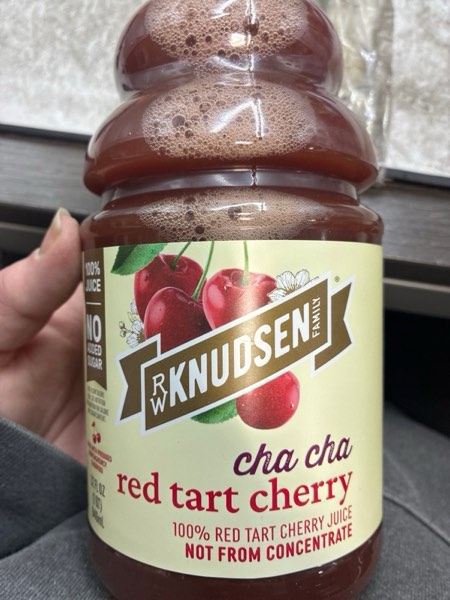 100%
JUICE
NO
ADDED
SUGAR
RW KNUDSEN FAMILY®
cha cha
red tart cherry
100% RED TART CHERRY JUICE
NOT FROM CONCENTRATE